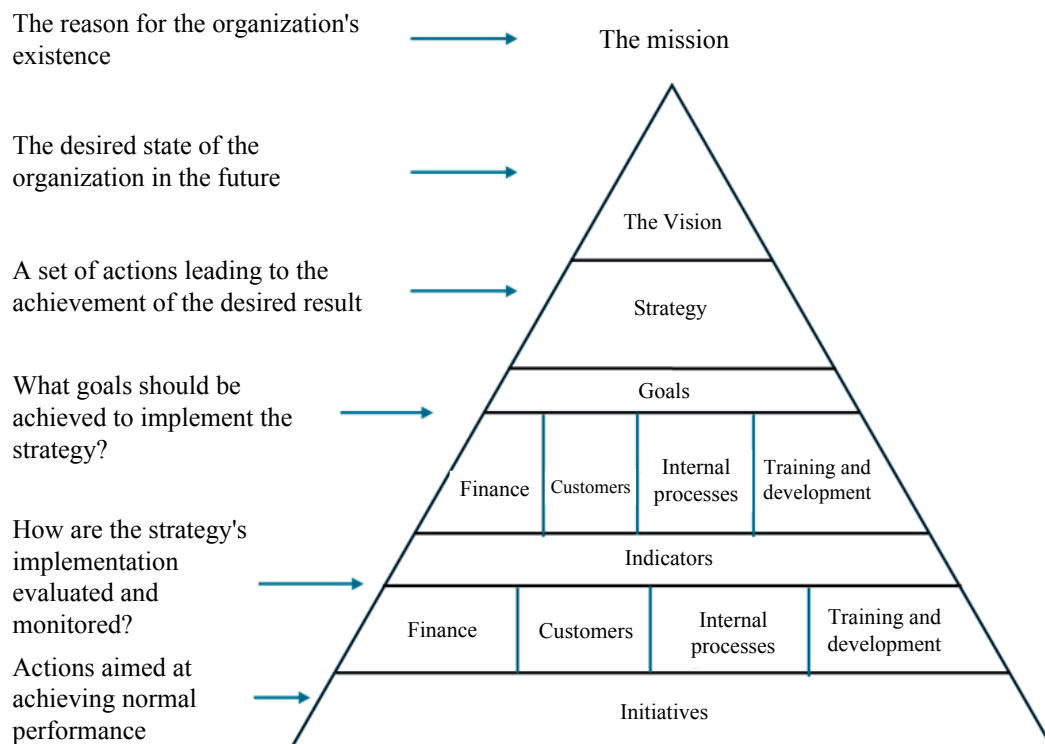 The reason for the organization's
existence
The mission
The desired state of the
organization in the future
The Vision
A set of actions leading to the
achievement of the desired result
Strategy
What goals should be
achieved to implement the
strategy?
Goals
Finance
Customers
Internal
processes
Training and
development
How are the strategy's
implementation
evaluated and
monitored?
Indicators
Finance
Customers
Internal
processes
Training and
development
Actions aimed at
achieving normal
performance
Initiatives